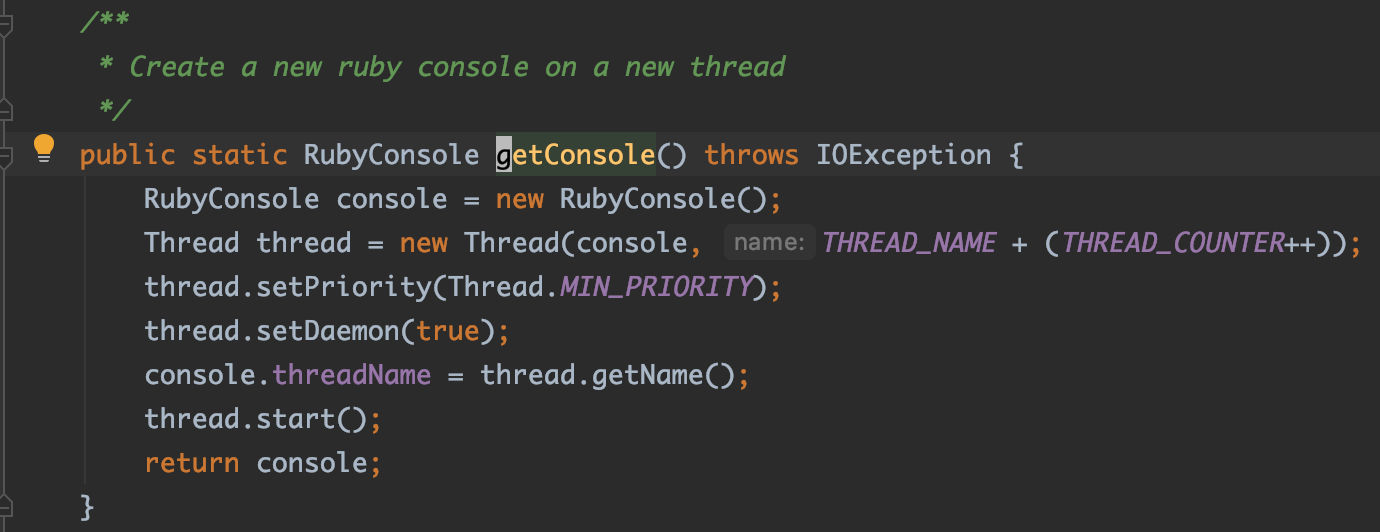 /**
 * Create a new ruby console on a new thread
 */
public static RubyConsole getConsole() throws IOException {
    RubyConsole console = new RubyConsole();
    Thread thread = new Thread(console, name: THREAD_NAME + (THREAD_COUNTER++));
    thread.setPriority(Thread.MIN_PRIORITY);
    thread.setDaemon(true);
    console.threadName = thread.getName();
    thread.start();
    return console;
}